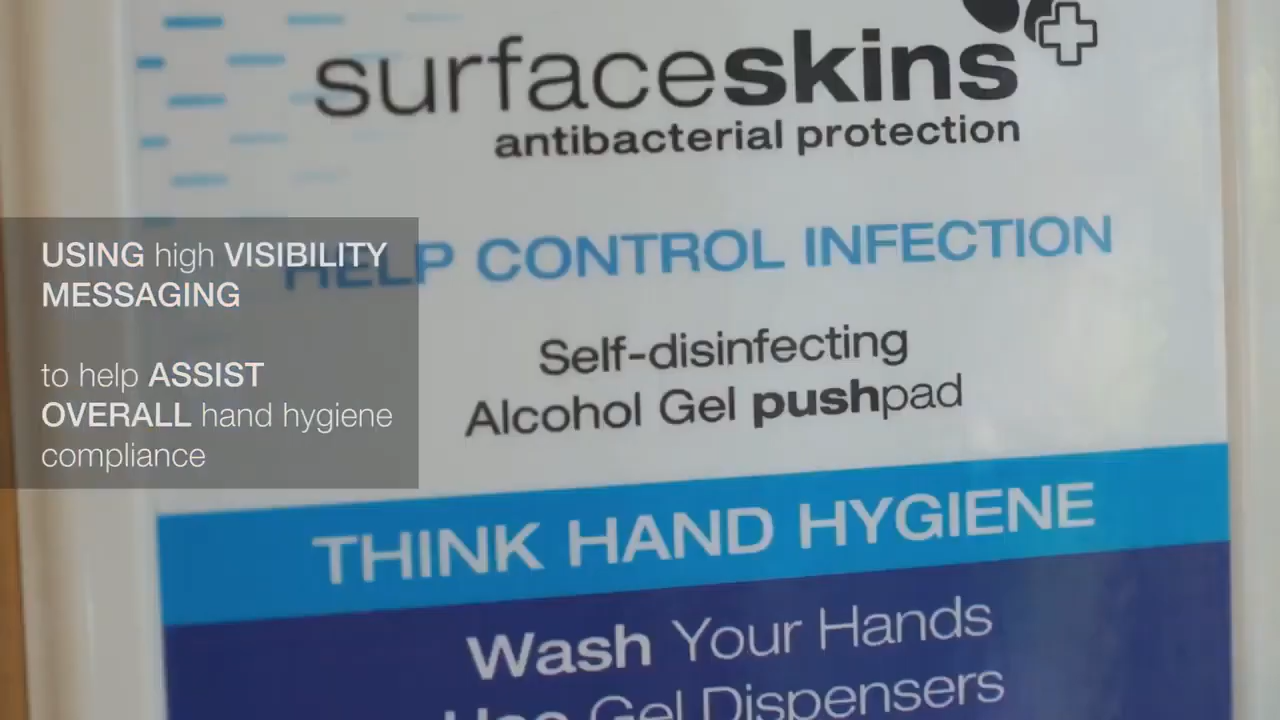 surfaceskins
antibacterial protection
HELP CONTROL INFECTION
Self-disinfecting
Alcohol Gel pushpad
THINK HAND HYGIENE
Wash Your Hands
Use Gel Dispensers
USING high VISIBILITY
MESSAGING
to help ASSIST
OVERALL hand hygiene
compliance